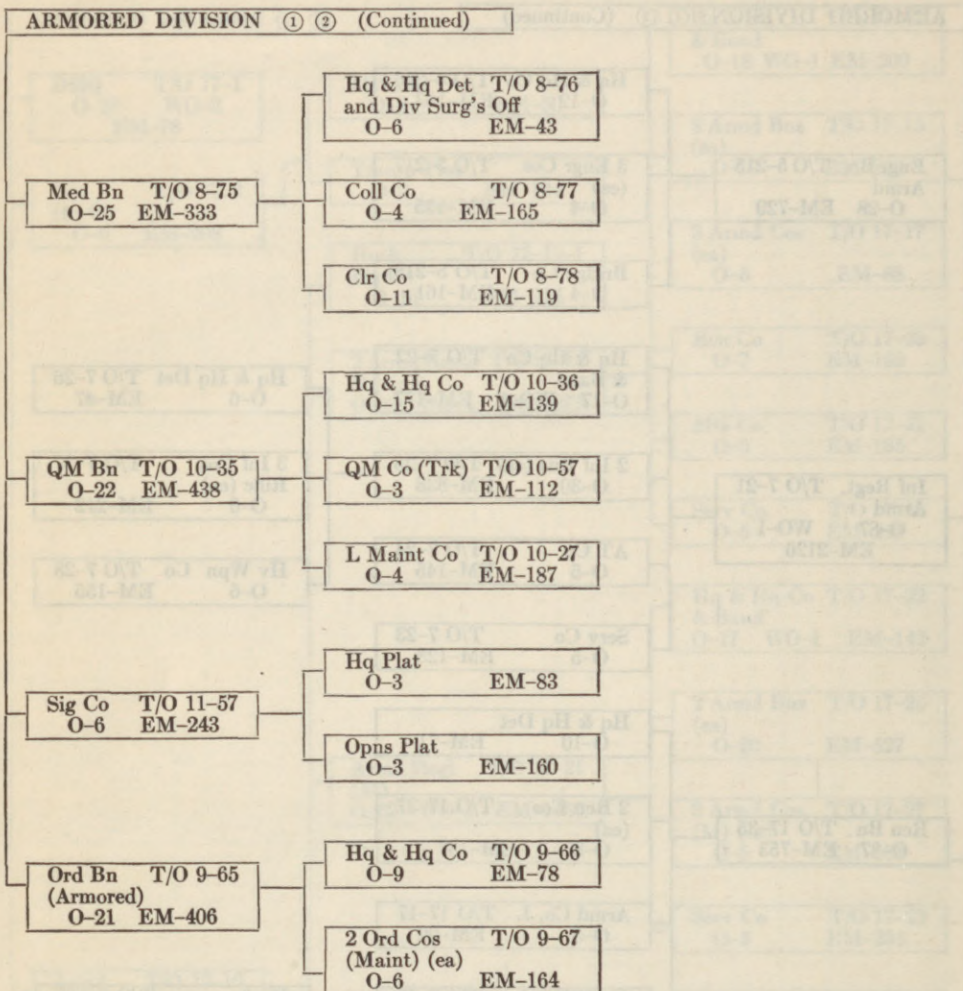 ARMORED DIVISION ① ② (Continued)
Hq & Hq Det T/O 8–76
and Div Surg's Off
O–6 EM–43
Med Bn T/O 8–75
O–25 EM–333
Coll Co T/O 8–77
O–4 EM–165
Clr Co T/O 8–78
O–11 EM–119
Hq & Hq Co T/O 10–36
O–15 EM–139
QM Bn T/O 10–35
O–22 EM–438
QM Co (Trk) T/O 10–57
O–3 EM–112
L Maint Co T/O 10–27
O–4 EM–187
Hq Plat
O–3 EM–83
Sig Co T/O 11–57
O–6 EM–243
Opns Plat
O–3 EM–160
Hq & Hq Co T/O 9–66
O–9 EM–78
Ord Bn T/O 9–65
(Armored)
O–21 EM–406
2 Ord Cos T/O 9–67
(Maint) (ea)
O–6 EM–164